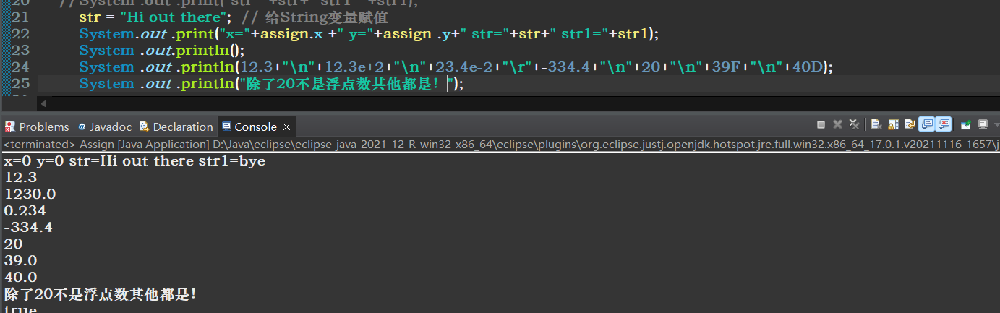 20 // System .out .print(" str="+str+" str1="+str1);
21 str = "Hi out there"; // 给String变量赋值
22 System.out .print("x="+assign.x +" y="+assign .y+" str="+str+" str1="+str1);
23 System .out.println();
24 System .out .println(12.3+"\n"+12.3e+2+"\n"+23.4e-2+"\r"+-334.4+"\n"+20+"\n"+39F+"\n"+40D);
25 System .out .println("除了20不是浮点数其他都是！");
Problems @ Javadoc Declaration Console
<terminated> Assign [Java Application] D:\Java\eclipse\eclipse-java-2021-12-R-win32-x86_64\eclipse\plugins\org.eclipse.justj.openjdk.hotspot.jre.full.win32.x86_64_17.0.1.v20211116-1657\j
x=0 y=0 str=Hi out there str1=bye
12.3
1230.0
0.234
-334.4
20
39.0
40.0
除了20不是浮点数其他都是！
true